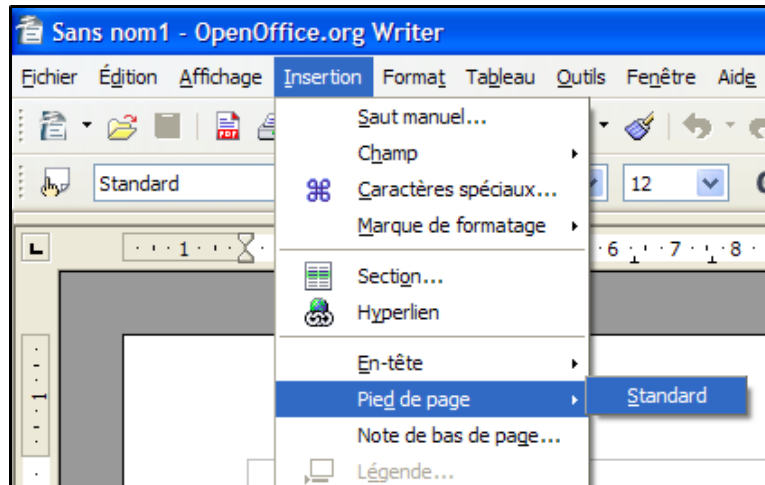 Sans nom1 - OpenOffice.org Writer
Fichier Édition Affichage Insertion Format Tableau Outils Fenêtre Aide
Saut manuel...
Champ
Standard 12
Caractères spéciaux...
Marque de formatage
1 6 7 8
Section...
Hyperlien
En-tête
1
Pied de page Standard
Note de bas de page...
Légende...